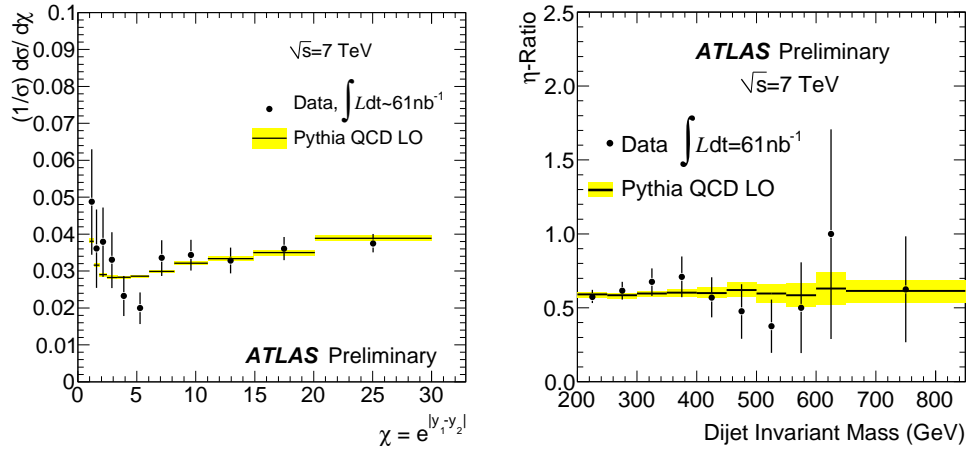 (1/σ) dσ/ dχ
0.1
0.09
0.08
0.07
0.06
0.05
0.04
0.03
0.02
0.01
0
√s=7 TeV
Data, ∫Ldt~61nb⁻¹
Pythia QCD LO
ATLAS Preliminary
0 5 10 15 20 25 30
χ = e^|y₁-y₂|
η-Ratio
2.5
2.0
1.5
1.0
0.5
0.0
ATLAS Preliminary
√s=7 TeV
Data ∫Ldt=61nb⁻¹
Pythia QCD LO
200 300 400 500 600 700 800
Dijet Invariant Mass (GeV)